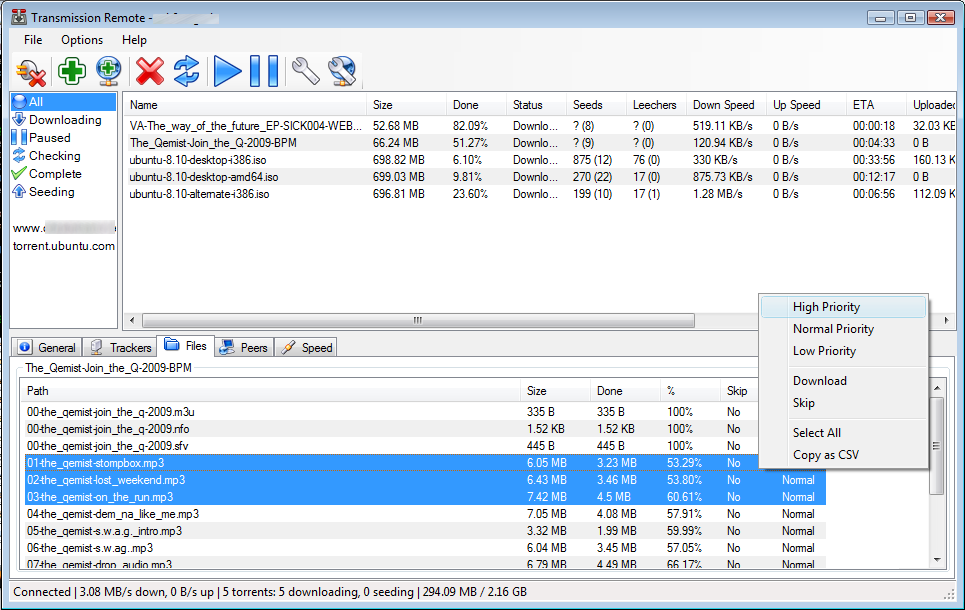 Transmission Remote -
File Options Help
All
Downloading
Paused
Checking
Complete
Seeding
www.
torrent.ubuntu.com
Name Size Done Status Seeds Leechers Down Speed Up Speed ETA Uploaded
VA-The_way_of_the_future_EP-SICK004-WEB... 52.68 MB 82.09% Downlo... ? (8) ? (0) 519.11 KB/s 0 B/s 00:00:18 32.03 KB
The_Qemist-Join_the_Q-2009-BPM 66.24 MB 51.27% Downlo... ? (9) ? (0) 120.94 KB/s 0 B/s 00:04:33 0 B
ubuntu-8.10-desktop-i386.iso 698.82 MB 6.10% Downlo... 875 (12) 76 (0) 330 KB/s 0 B/s 00:33:56 160.13 K
ubuntu-8.10-desktop-amd64.iso 699.03 MB 9.81% Downlo... 270 (22) 17 (0) 875.73 KB/s 0 B/s 00:12:17 0 B
ubuntu-8.10-alternate-i386.iso 696.81 MB 23.60% Downlo... 199 (10) 17 (1) 1.28 MB/s 0 B/s 00:06:56 112.09 K
High Priority
Normal Priority
Low Priority
Download
Skip
Select All
Copy as CSV
General Trackers Files Peers Speed
The_Qemist-Join_the_Q-2009-BPM
Path Size Done % Skip
00-the_qemist-join_the_q-2009.m3u 335 B 335 B 100% No
00-the_qemist-join_the_q-2009.nfo 1.52 KB 1.52 KB 100% No
00-the_qemist-join_the_q-2009.sfv 445 B 445 B 100% No
01-the_qemist-stompbox.mp3 6.05 MB 3.23 MB 53.29% No
02-the_qemist-lost_weekend.mp3 6.43 MB 3.46 MB 53.80% No Normal
03-the_qemist-on_the_run.mp3 7.42 MB 4.5 MB 60.61% No Normal
04-the_qemist-dem_na_like_me.mp3 7.05 MB 4.08 MB 57.91% No Normal
05-the_qemist-s.w.a.g._intro.mp3 3.32 MB 1.99 MB 59.99% No Normal
06-the_qemist-s.w.ag..mp3 6.04 MB 3.45 MB 57.05% No Normal
07-the_qemist-drop_audio.mp3 6.79 MB 4.49 MB 66.17% No Normal
Connected | 3.08 MB/s down, 0 B/s up | 5 torrents: 5 downloading, 0 seeding | 294.09 MB / 2.16 GB